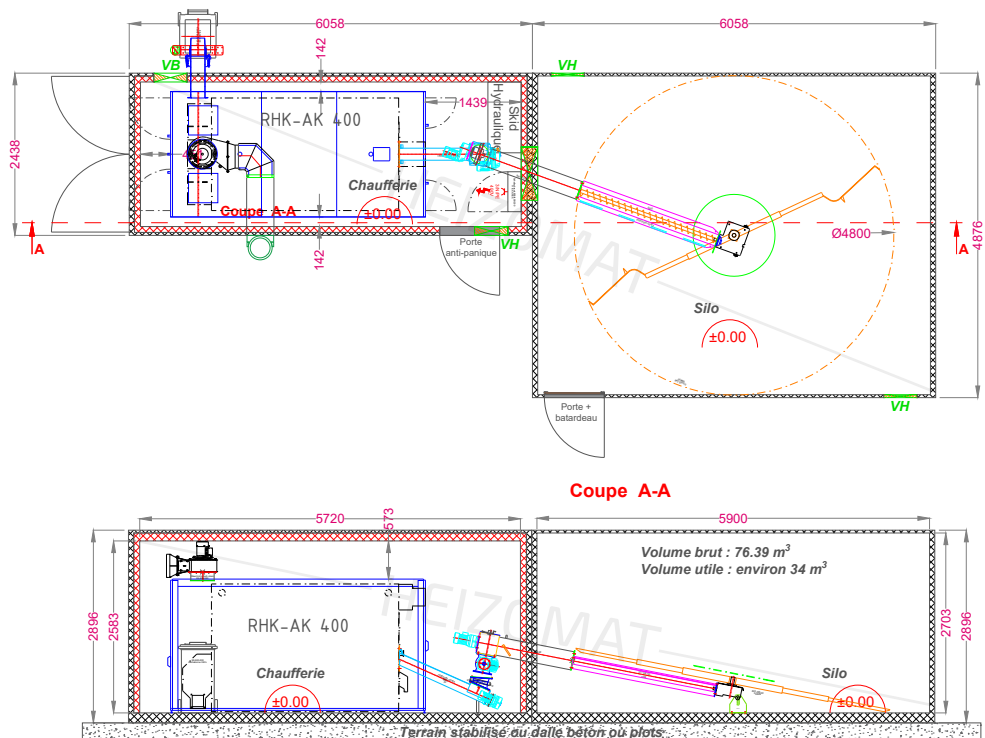 6058
6058
142
VB
VH
1439
Skid
Hydraulique
RHK-AK 400
2438
Chaufferie
±0.00
Coupe A-A
A
A
142
Porte
anti-panique
VH
Ø4800
4876
Silo
±0.00
HEIZOMAT
Porte +
batardeau
VH
Coupe A-A
5720
573
5900
Volume brut : 76.39 m³
Volume utile : environ 34 m³
2896
2583
RHK-AK 400
HEIZOMAT
2703
2896
Chaufferie
±0.00
Silo
±0.00
Terrain stabilisé ou dalle béton ou plots